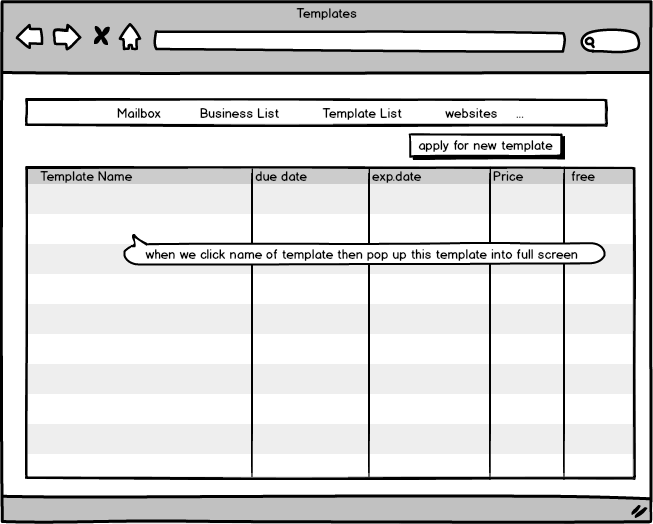 Templates
Mailbox Business List Template List websites ...
apply for new template
Template Name due date exp.date Price free
when we click name of template then pop up this template into full screen